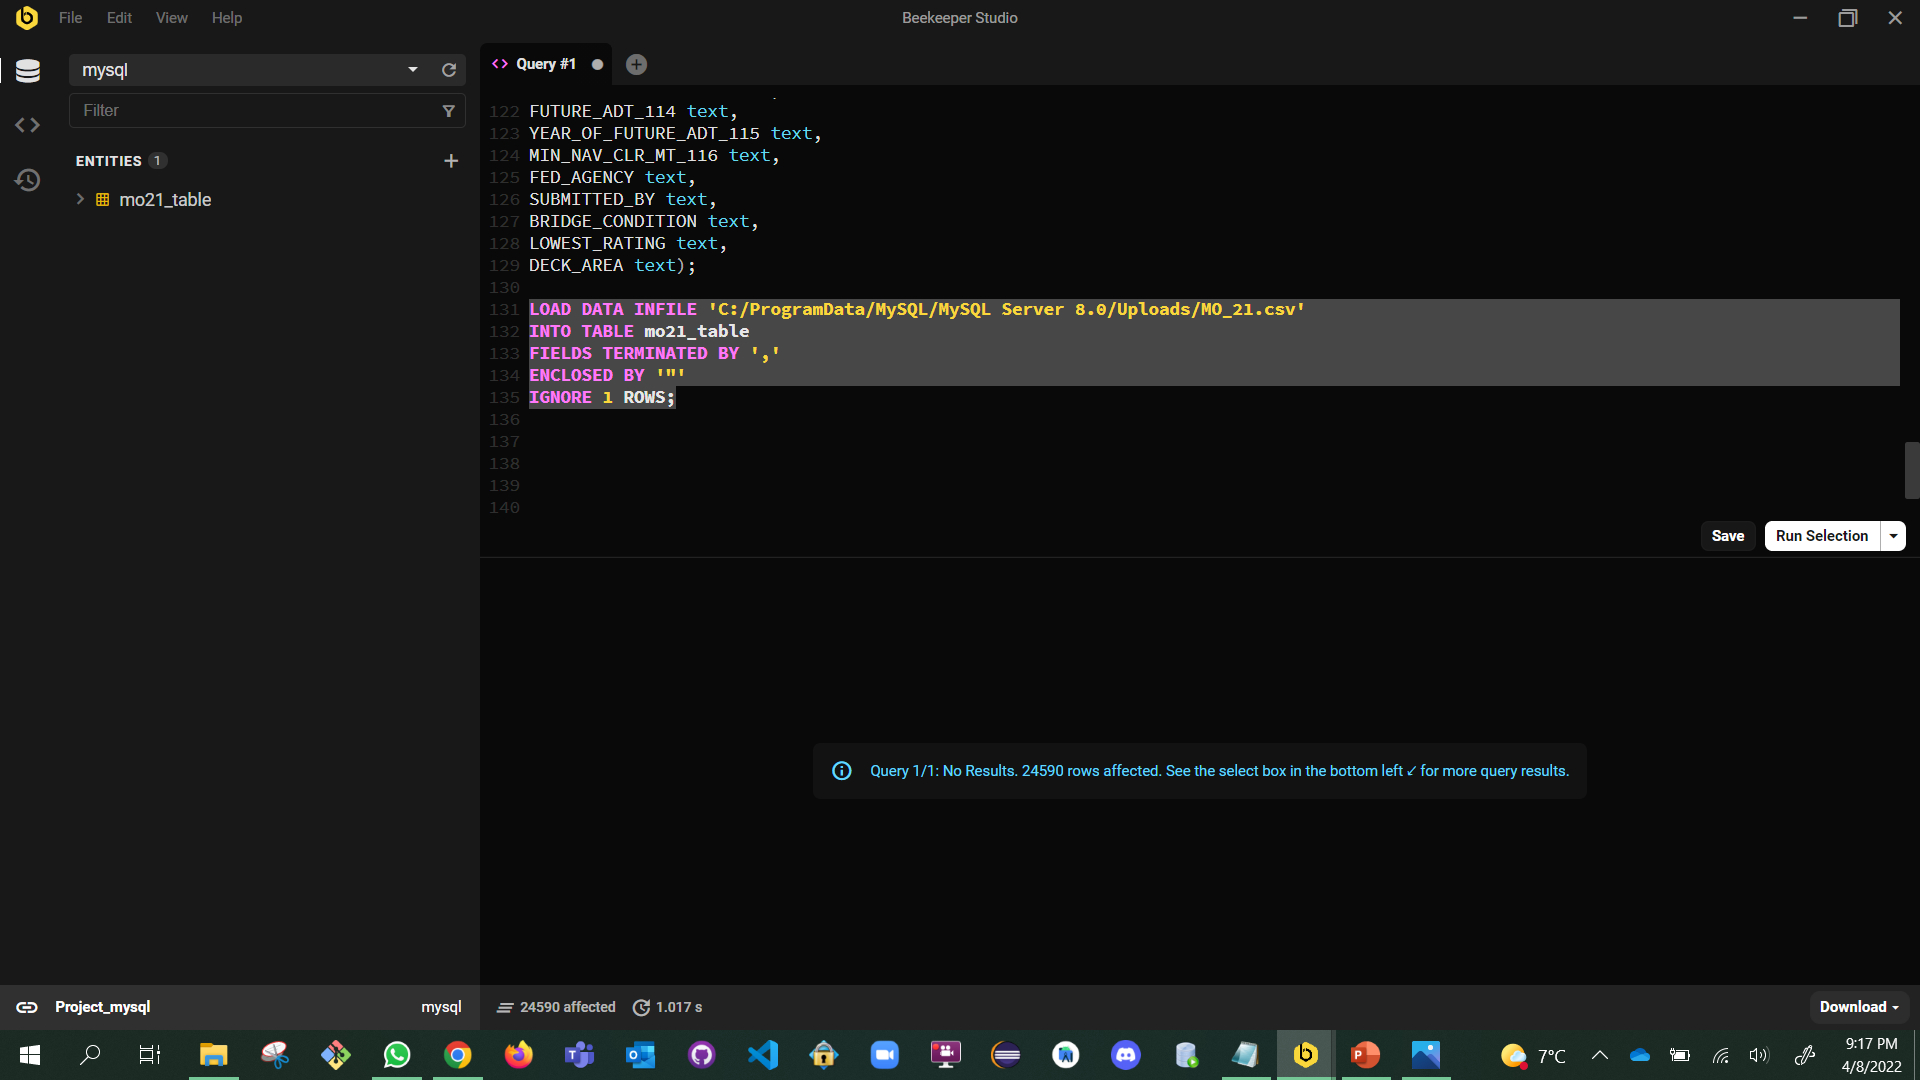 File Edit View Help
Beekeeper Studio
mysql
Filter
ENTITIES 1
mo21_table
Query #1
122 FUTURE_ADT_114 text,
123 YEAR_OF_FUTURE_ADT_115 text,
124 MIN_NAV_CLR_MT_116 text,
125 FED_AGENCY text,
126 SUBMITTED_BY text,
127 BRIDGE_CONDITION text,
128 LOWEST_RATING text,
129 DECK_AREA text);
130
131 LOAD DATA INFILE 'C:/ProgramData/MySQL/MySQL Server 8.0/Uploads/MO_21.csv'
132 INTO TABLE mo21_table
133 FIELDS TERMINATED BY ','
134 ENCLOSED BY '"'
135 IGNORE 1 ROWS;
136
137
138
139
140
Save
Run Selection
Query 1/1: No Results. 24590 rows affected. See the select box in the bottom left ↙ for more query results.
Project_mysql
mysql
24590 affected
1.017 s
Download
7°C
9:17 PM
4/8/2022